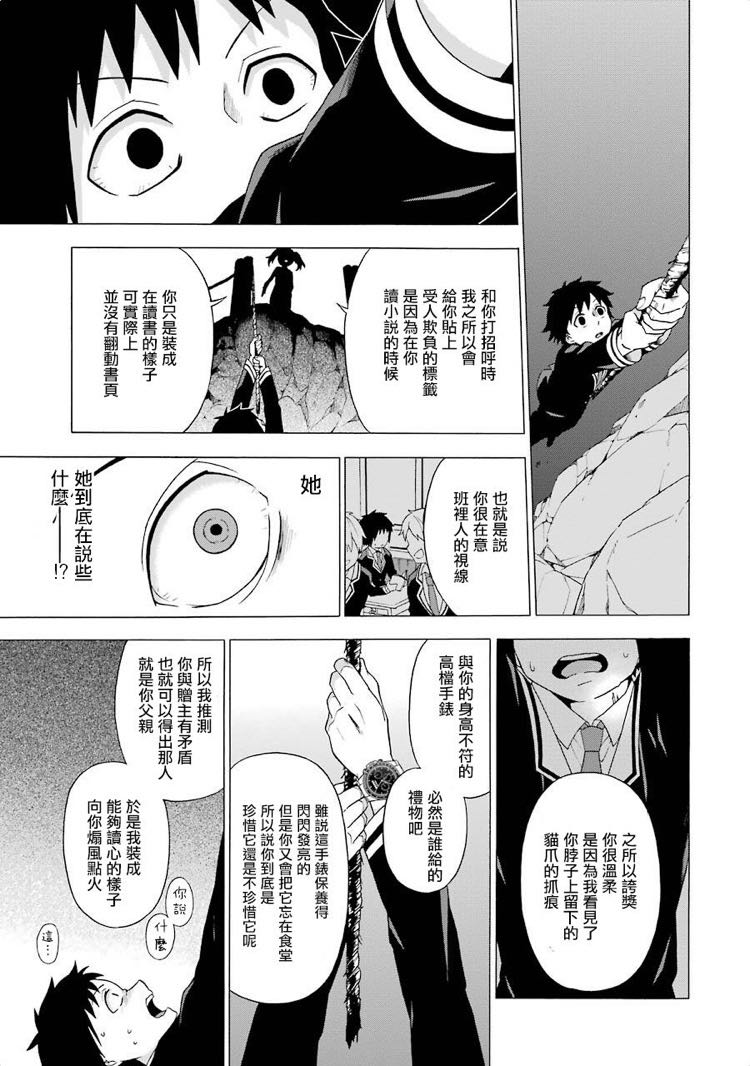 和你打招呼時
我之所以會
給你貼上
受人欺負的標籤
是因為在你
讀小説的時候
你只是裝成
在讀書的樣子
可實際上
並沒有翻動書頁
也就是説
你很在意
班裡人的視線
她
她到底在説些
什麼——!?
之所以誇獎
你很溫柔
是因為我看見了
你脖子上留下的
貓爪的抓痕
與你的身高不符的
高檔手錶
必然是誰給的
禮物吧
雖説這手錶保養得
閃閃發亮的
但是你又會把它忘在食堂
所以說你到底是
珍惜它還是不珍惜它呢
所以我推測
你與贈主有矛盾
也就可以得出那人
就是你父親
於是我裝成
能夠讀心的樣子
向你煽風點火
你說
什麼
這…